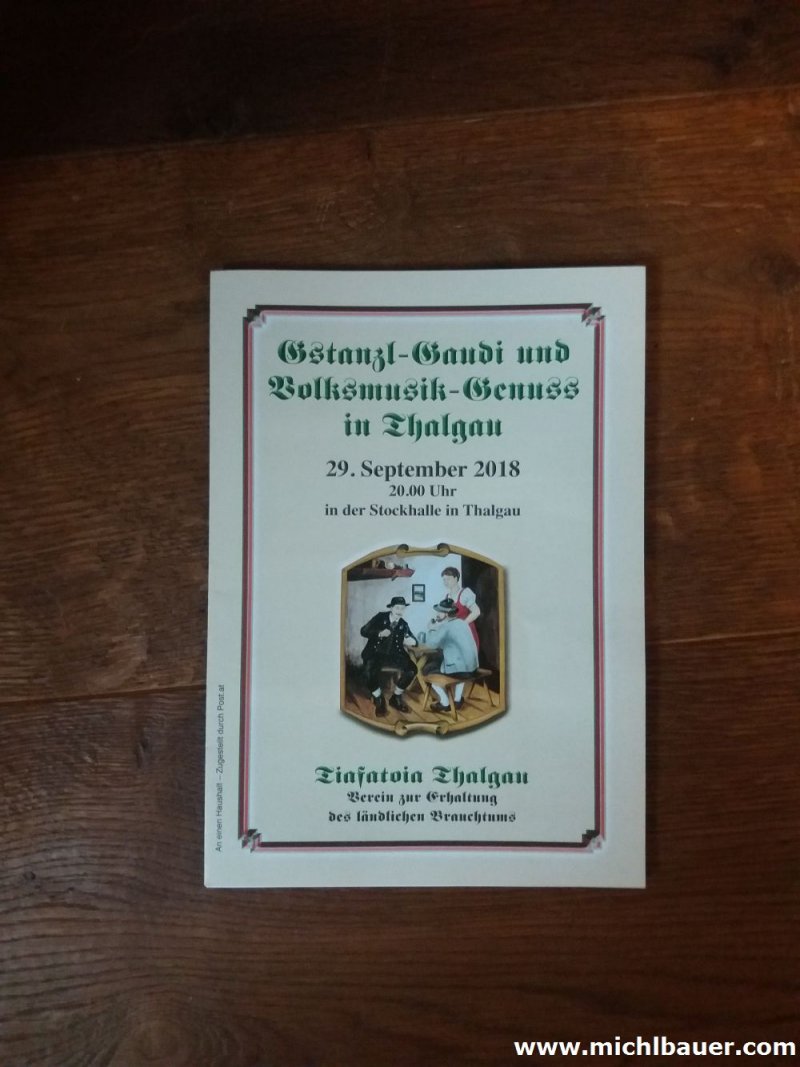 Gstanzl-Gaudi und
Volksmusik-Genuss
in Thalgau
29. September 2018
20.00 Uhr
in der Stockhalle in Thalgau
Tiafatoia Thalgau
Verein zur Erhaltung
des ländlichen Brauchtums
An einen Haushalt – Zugestellt durch Post.at
www.michlbauer.com